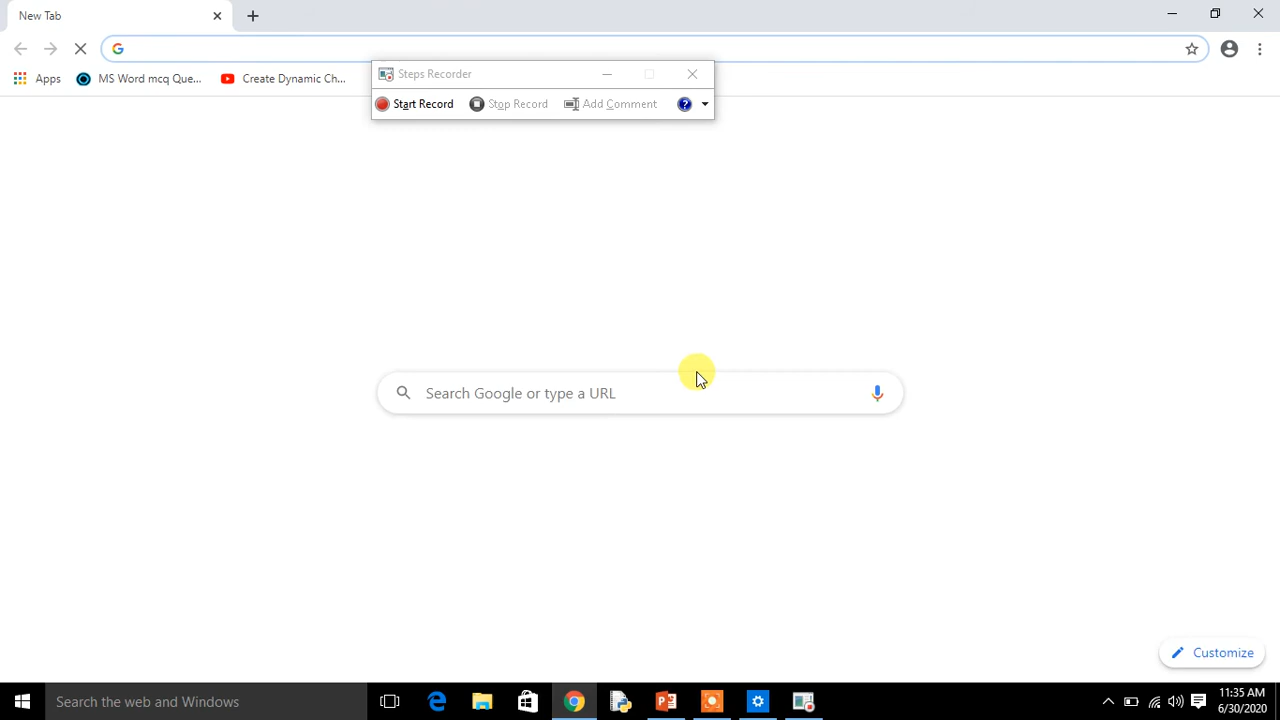 New Tab
Apps
MS Word mcq Que...
Create Dynamic Ch...
Steps Recorder
Start Record
Stop Record
Add Comment
Search Google or type a URL
Customize
Search the web and Windows
11:35 AM
6/30/2020